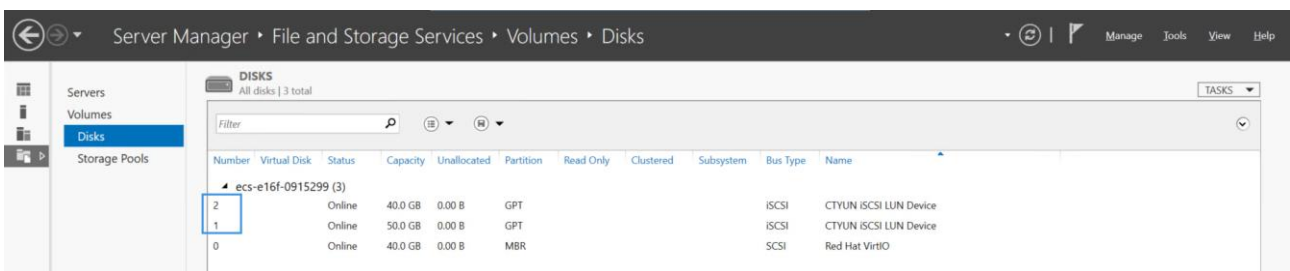 Server Manager ‣ File and Storage Services ‣ Volumes ‣ Disks
Manage Tools View Help
Servers
Volumes
Disks
Storage Pools
DISKS
All disks | 3 total
TASKS
Filter
Number Virtual Disk Status Capacity Unallocated Partition Read Only Clustered Subsystem Bus Type Name
ecs-e16f-0915299 (3)
2 Online 40.0 GB 0.00 B GPT iSCSI CTYUN iSCSI LUN Device
1 Online 50.0 GB 0.00 B GPT iSCSI CTYUN iSCSI LUN Device
0 Online 40.0 GB 0.00 B MBR SCSI Red Hat VirtIO